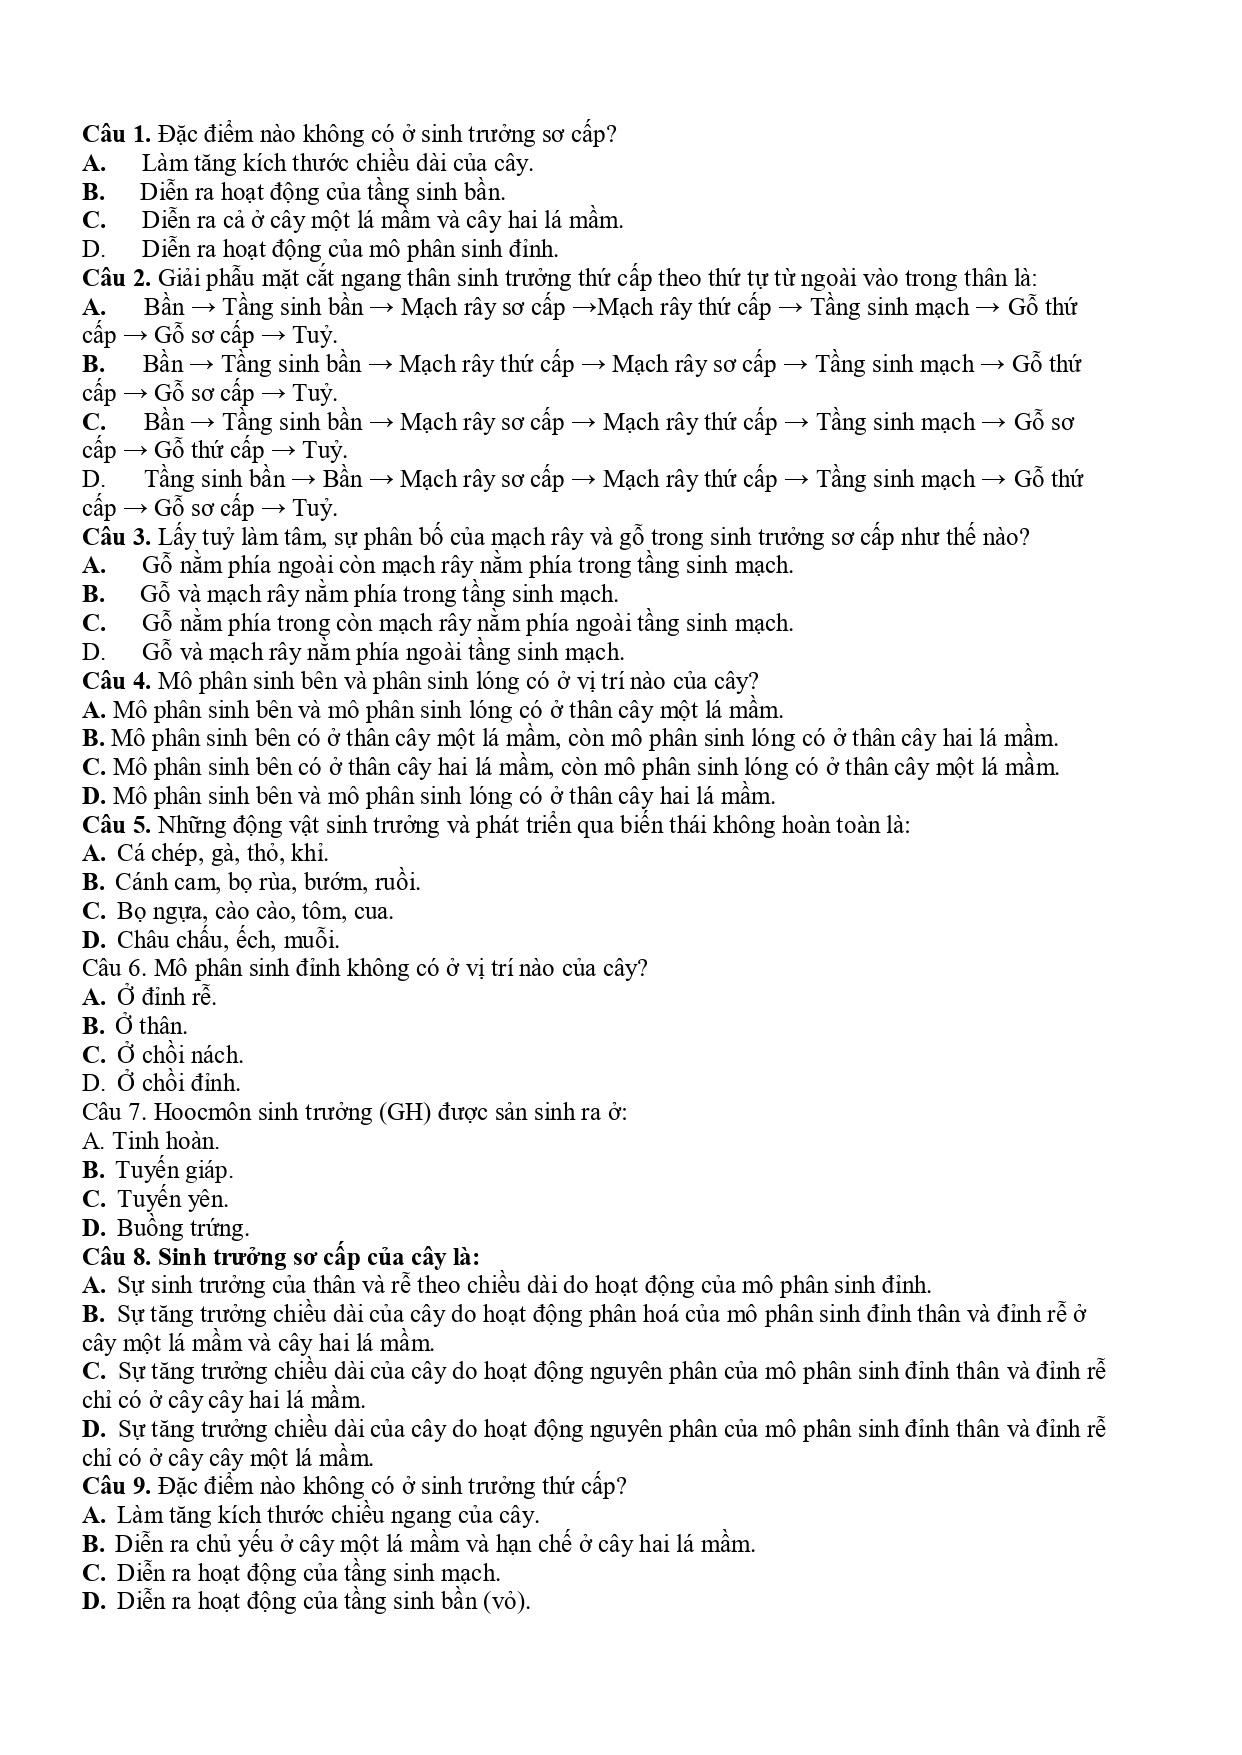 Câu 1. Đặc điểm nào không có ở sinh trưởng sơ cấp?
A. Làm tăng kích thước chiều dài của cây.
B. Diễn ra hoạt động của tầng sinh bần.
C. Diễn ra cả ở cây một lá mầm và cây hai lá mầm.
D. Diễn ra hoạt động của mô phân sinh đỉnh.
Câu 2. Giải phẫu mặt cắt ngang thân sinh trưởng thứ cấp theo thứ tự từ ngoài vào trong thân là:
A. Bần → Tầng sinh bần → Mạch rây sơ cấp →Mạch rây thứ cấp → Tầng sinh mạch → Gỗ thứ
cấp → Gỗ sơ cấp → Tuỷ.
B. Bần → Tầng sinh bần → Mạch rây thứ cấp → Mạch rây sơ cấp → Tầng sinh mạch → Gỗ thứ
cấp → Gỗ sơ cấp → Tuỷ.
C. Bần → Tầng sinh bần → Mạch rây sơ cấp → Mạch rây thứ cấp → Tầng sinh mạch → Gỗ sơ
cấp → Gỗ thứ cấp → Tuỷ.
D. Tầng sinh bần → Bần → Mạch rây sơ cấp → Mạch rây thứ cấp → Tầng sinh mạch → Gỗ thứ
cấp → Gỗ sơ cấp → Tuỷ.
Câu 3. Lấy tuỷ làm tâm, sự phân bố của mạch rây và gỗ trong sinh trưởng sơ cấp như thế nào?
A. Gỗ nằm phía ngoài còn mạch rây nằm phía trong tầng sinh mạch.
B. Gỗ và mạch rây nằm phía trong tầng sinh mạch.
C. Gỗ nằm phía trong còn mạch rây nằm phía ngoài tầng sinh mạch.
D. Gỗ và mạch rây nằm phía ngoài tầng sinh mạch.
Câu 4. Mô phân sinh bên và phân sinh lóng có ở vị trí nào của cây?
A. Mô phân sinh bên và mô phân sinh lóng có ở thân cây một lá mầm.
B. Mô phân sinh bên có ở thân cây một lá mầm, còn mô phân sinh lóng có ở thân cây hai lá mầm.
C. Mô phân sinh bên có ở thân cây hai lá mầm, còn mô phân sinh lóng có ở thân cây một lá mầm.
D. Mô phân sinh bên và mô phân sinh lóng có ở thân cây hai lá mầm.
Câu 5. Những động vật sinh trưởng và phát triển qua biến thái không hoàn toàn là:
A. Cá chép, gà, thỏ, khỉ.
B. Cánh cam, bọ rùa, bướm, ruồi.
C. Bọ ngựa, cào cào, tôm, cua.
D. Châu chấu, ếch, muỗi.
Câu 6. Mô phân sinh đỉnh không có ở vị trí nào của cây?
A. Ở đỉnh rễ.
B. Ở thân.
C. Ở chồi nách.
D. Ở chồi đỉnh.
Câu 7. Hoocmôn sinh trưởng (GH) được sản sinh ra ở:
A. Tinh hoàn.
B. Tuyến giáp.
C. Tuyến yên.
D. Buồng trứng.
Câu 8. Sinh trưởng sơ cấp của cây là:
A. Sự sinh trưởng của thân và rễ theo chiều dài do hoạt động của mô phân sinh đỉnh.
B. Sự tăng trưởng chiều dài của cây do hoạt động phân hoá của mô phân sinh đỉnh thân và đỉnh rễ ở
cây một lá mầm và cây hai lá mầm.
C. Sự tăng trưởng chiều dài của cây do hoạt động nguyên phân của mô phân sinh đỉnh thân và đỉnh rễ
chỉ có ở cây cây hai lá mầm.
D. Sự tăng trưởng chiều dài của cây do hoạt động nguyên phân của mô phân sinh đỉnh thân và đỉnh rễ
chỉ có ở cây cây một lá mầm.
Câu 9. Đặc điểm nào không có ở sinh trưởng thứ cấp?
A. Làm tăng kích thước chiều ngang của cây.
B. Diễn ra chủ yếu ở cây một lá mầm và hạn chế ở cây hai lá mầm.
C. Diễn ra hoạt động của tầng sinh mạch.
D. Diễn ra hoạt động của tầng sinh bần (vỏ).